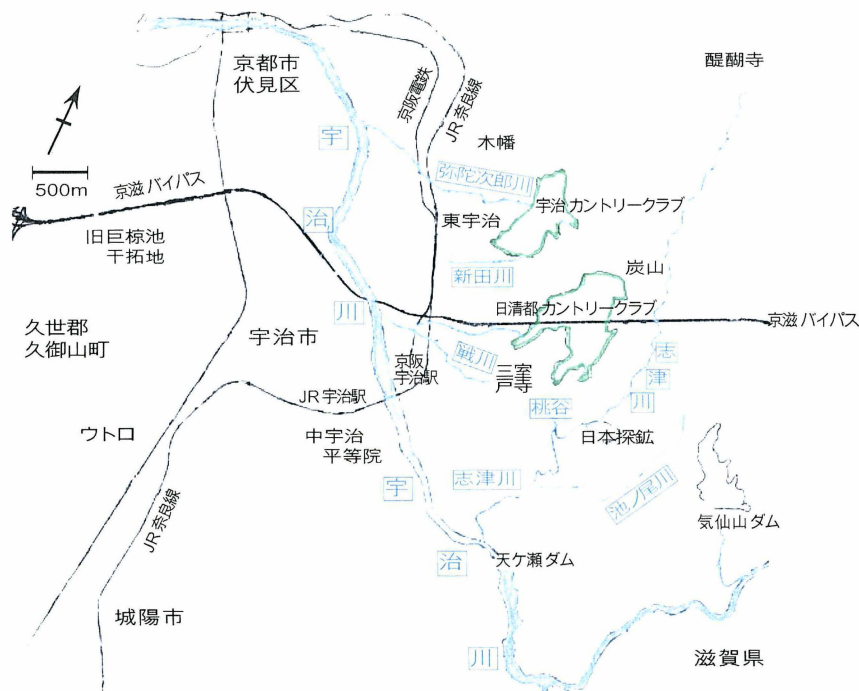 京都市
伏見区
醍醐寺
京阪電鉄
JR奈良線
木幡
宇
治
川
500m
京滋バイパス
弥陀次郎川
宇治カントリークラブ
東宇治
旧巨椋池
干拓地
新田川
炭山
日清都カントリークラブ
京滋バイパス
久世郡
久御山町
宇治市
戦川
京阪
宇治駅
三室
戸寺
志
津
川
JR宇治駅
桃谷
ウトロ
中宇治
平等院
日本探鉱
志津川
池ノ尾川
宇
治
川
気仙山ダム
天ケ瀬ダム
JR奈良線
城陽市
滋賀県